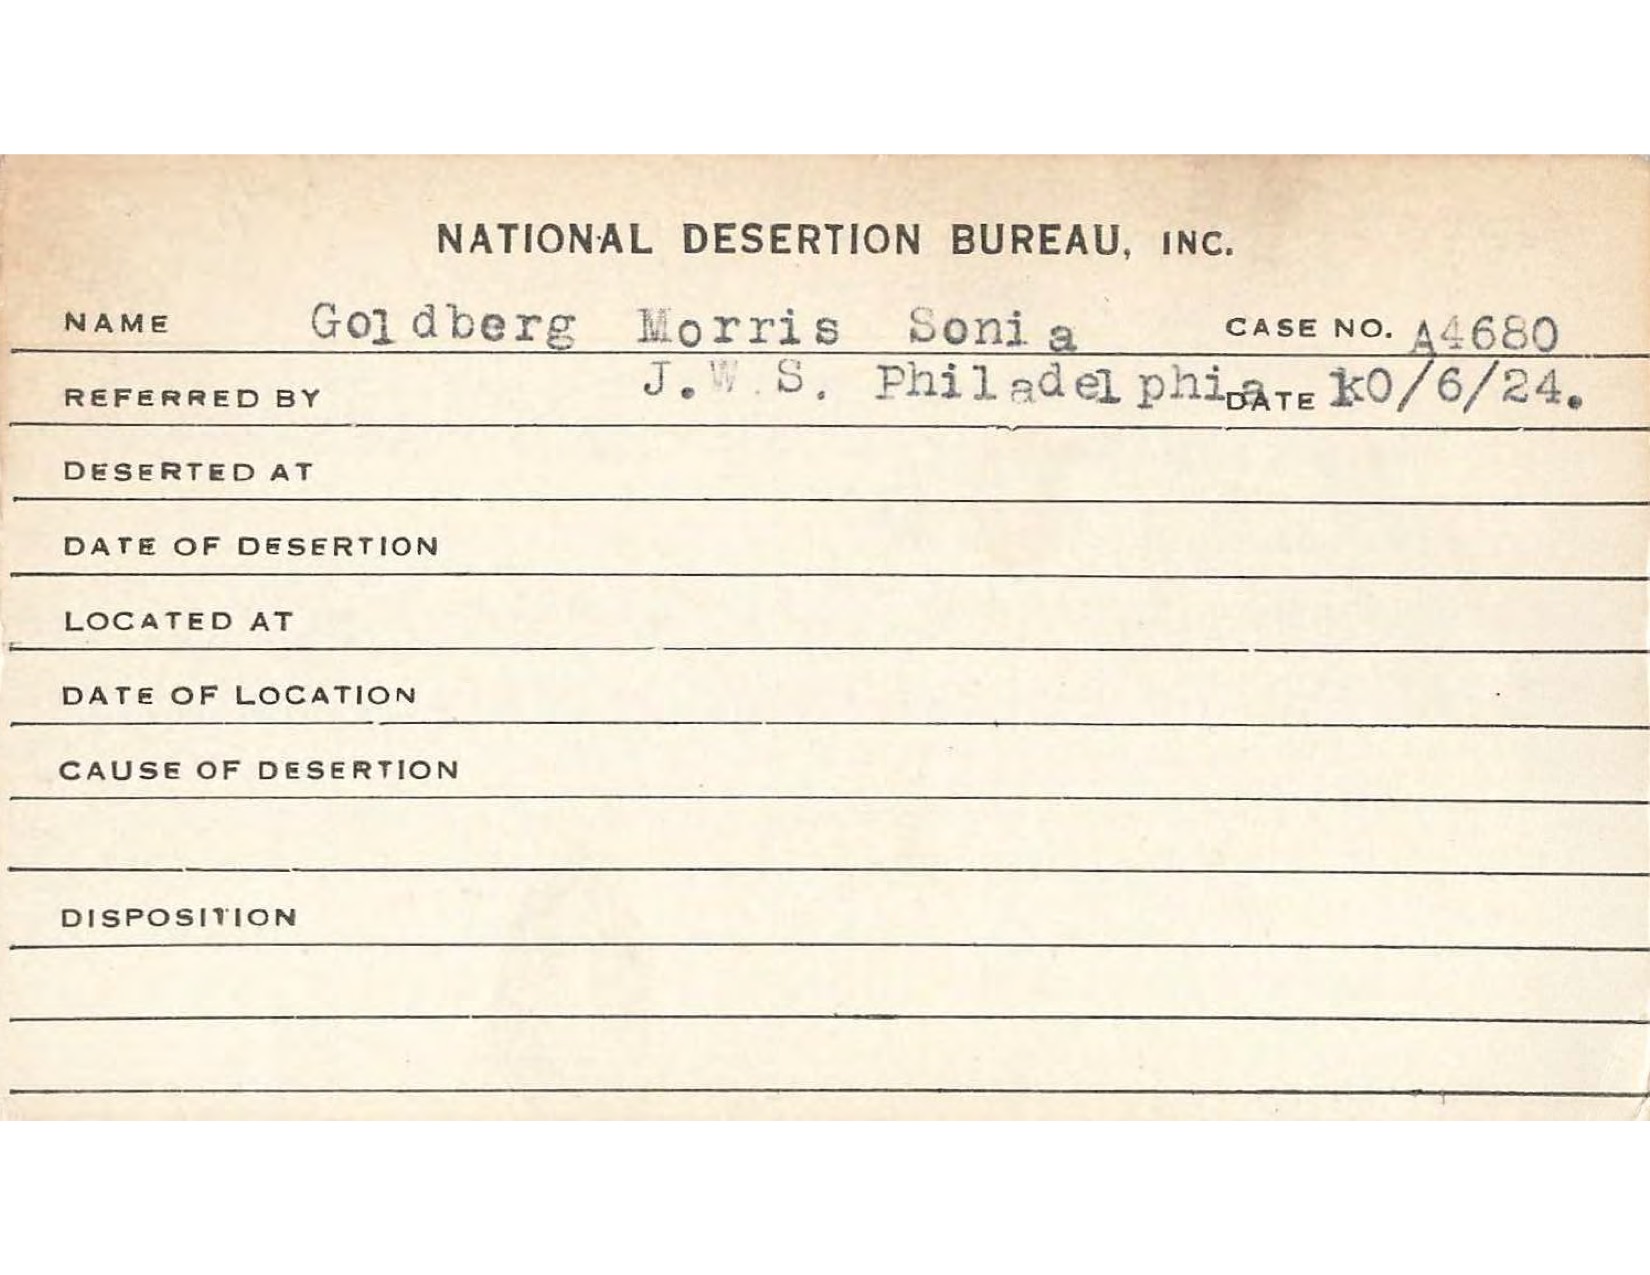 NATIONAL DESERTION BUREAU, INC.
NAME Goldberg Morris Sonia CASE NO. A4680
REFERRED BY J.W.S. Philadelphia DATE 10/6/24.
DESERTED AT
DATE OF DESERTION
LOCATED AT
DATE OF LOCATION
CAUSE OF DESERTION
DISPOSITION